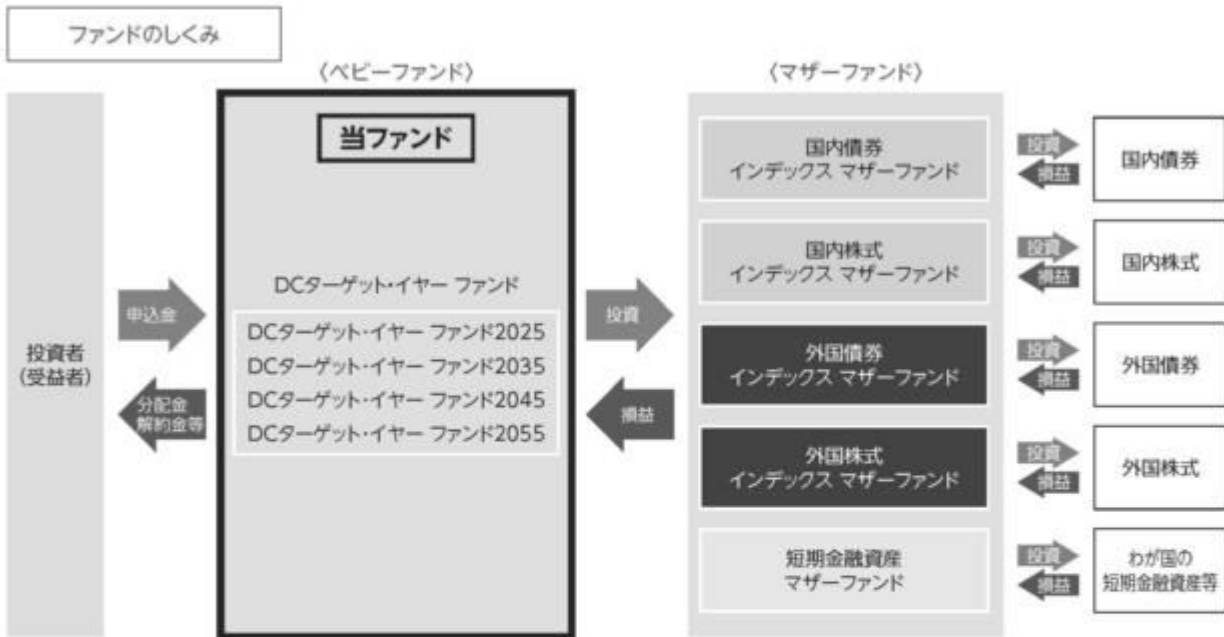 ファンドのしくみ
〈ベビーファンド〉
〈マザーファンド〉
投資者
(受益者)
申込金
分配金
解約金等
当ファンド
DCターゲット・イヤー ファンド
DCターゲット・イヤー ファンド2025
DCターゲット・イヤー ファンド2035
DCターゲット・イヤー ファンド2045
DCターゲット・イヤー ファンド2055
投資
損益
国内債券
インデックス マザーファンド
投資
損益
国内債券
国内株式
インデックス マザーファンド
投資
損益
国内株式
外国債券
インデックス マザーファンド
投資
損益
外国債券
外国株式
インデックス マザーファンド
投資
損益
外国株式
短期金融資産
マザーファンド
投資
損益
わが国の
短期金融資産等